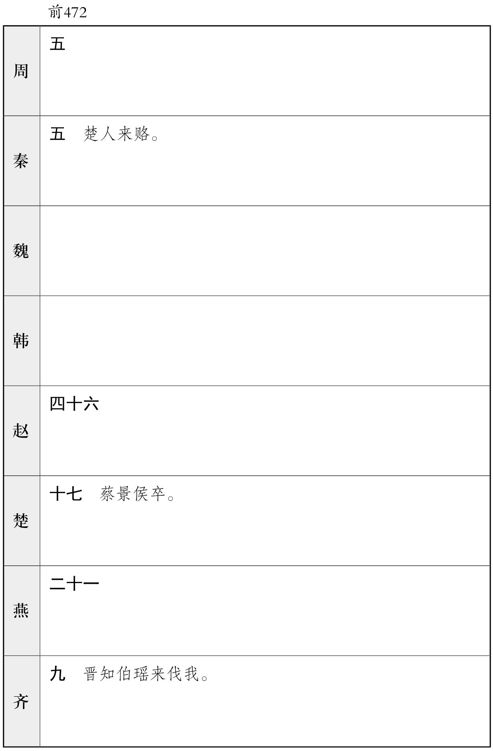 前472
周 五
秦 五 楚人来赂。
魏
韩
赵 四十六
楚 十七 蔡景侯卒。
燕 二十一
齐 九 晋知伯瑶来伐我。